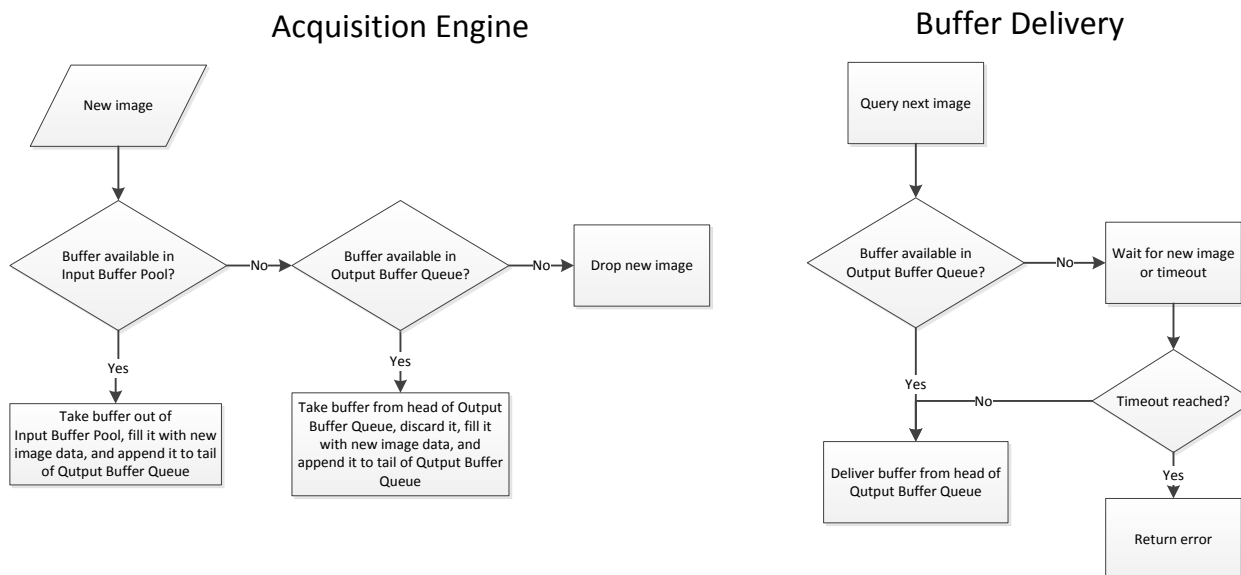 Acquisition Engine
New image
Buffer available in
Input Buffer Pool?
No
Buffer available in
Output Buffer Queue?
No
Drop new image
Yes
Take buffer out of
Input Buffer Pool, fill it with new
image data, and append it to tail
of Qutput Buffer Queue
Yes
Take buffer from head of Output
Buffer Queue, discard it, fill it
with new image data, and
append it to tail of Qutput Buffer
Queue
Buffer Delivery
Query next image
Buffer available in
Output Buffer Queue?
No
Wait for new image
or timeout
Yes
No
Timeout reached?
Deliver buffer from head of
Qutput Buffer Queue
Yes
Return error